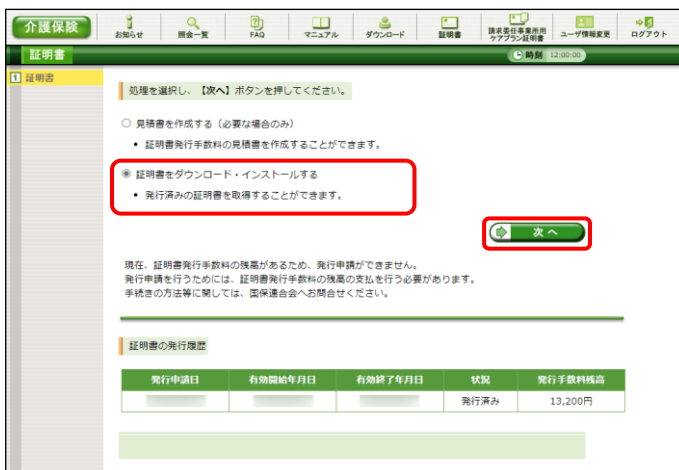 介護保険
お知らせ
照会一覧
FAQ
マニュアル
ダウンロード
証明書
請求委任事業所用
ケアプラン証明書
ユーザ情報変更
ログアウト
証明書
時刻 12:00:00
1 証明書
処理を選択し、【次へ】ボタンを押してください。
見積書を作成する（必要な場合のみ）
• 証明書発行手数料の見積書を作成することができます。
証明書をダウンロード・インストールする
• 発行済みの証明書を取得することができます。
次 へ
現在、証明書発行手数料の残高があるため、発行申請ができません。
発行申請を行うためには、証明書発行手数料の残高の支払を行う必要があります。
手続きの方法等に関しては、国保連合会へお問合せください。
証明書の発行履歴
発行申請日 有効開始年月日 有効終了年月日 状況 発行手数料残高
発行済み 13,200円